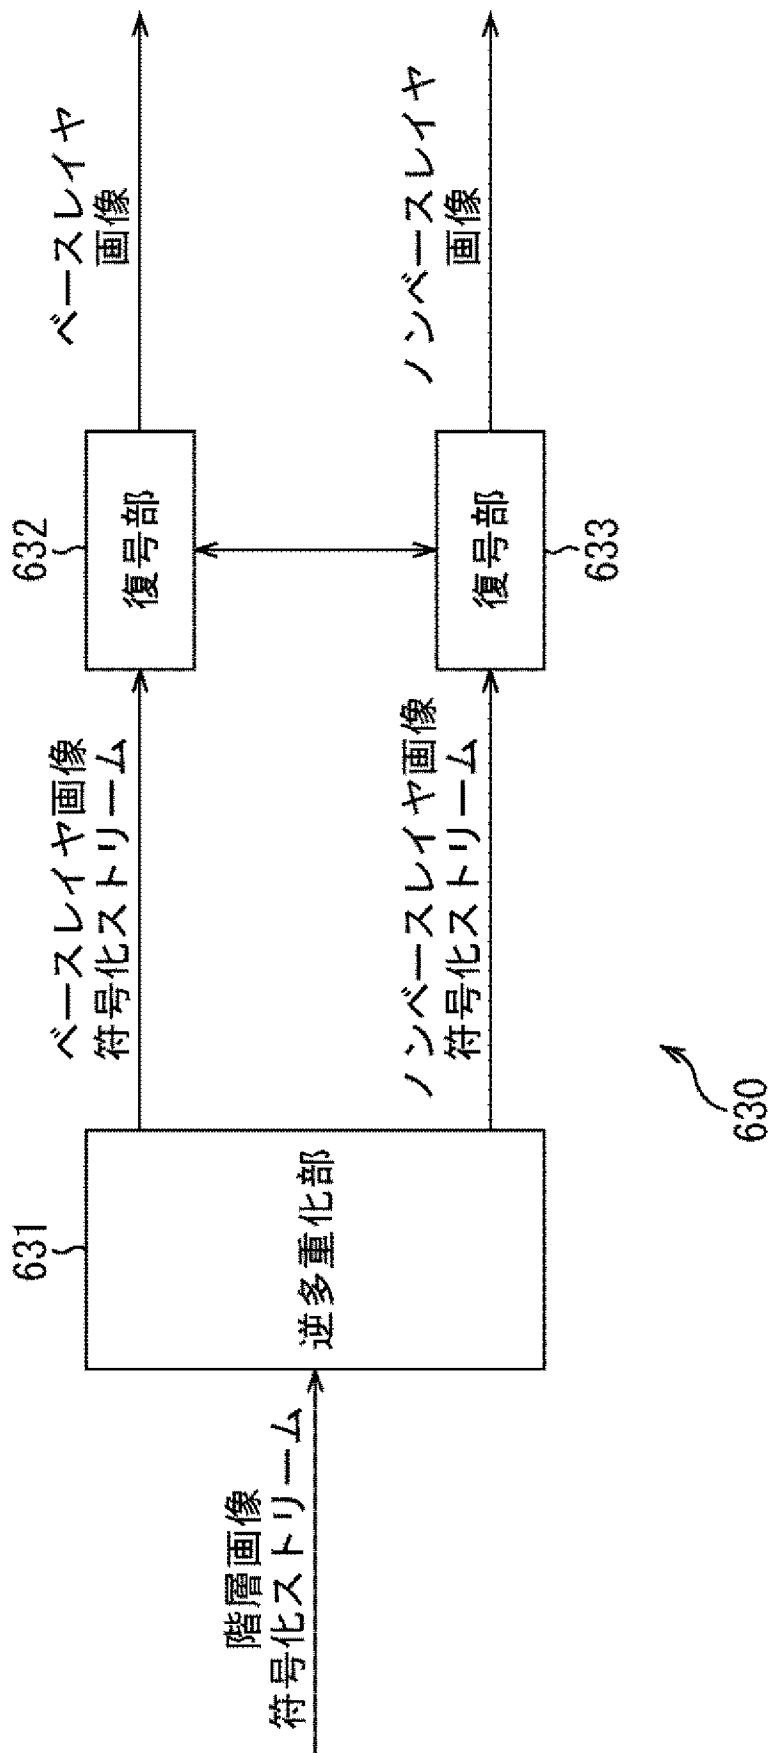 階層画像
符号化ストリーム
631
逆多重化部
ベースレイヤ画像
符号化ストリーム
632
復号部
ベースレイヤ
画像
ノンベースレイヤ画像
符号化ストリーム
復号部
633
ノンベースレイヤ
画像
630